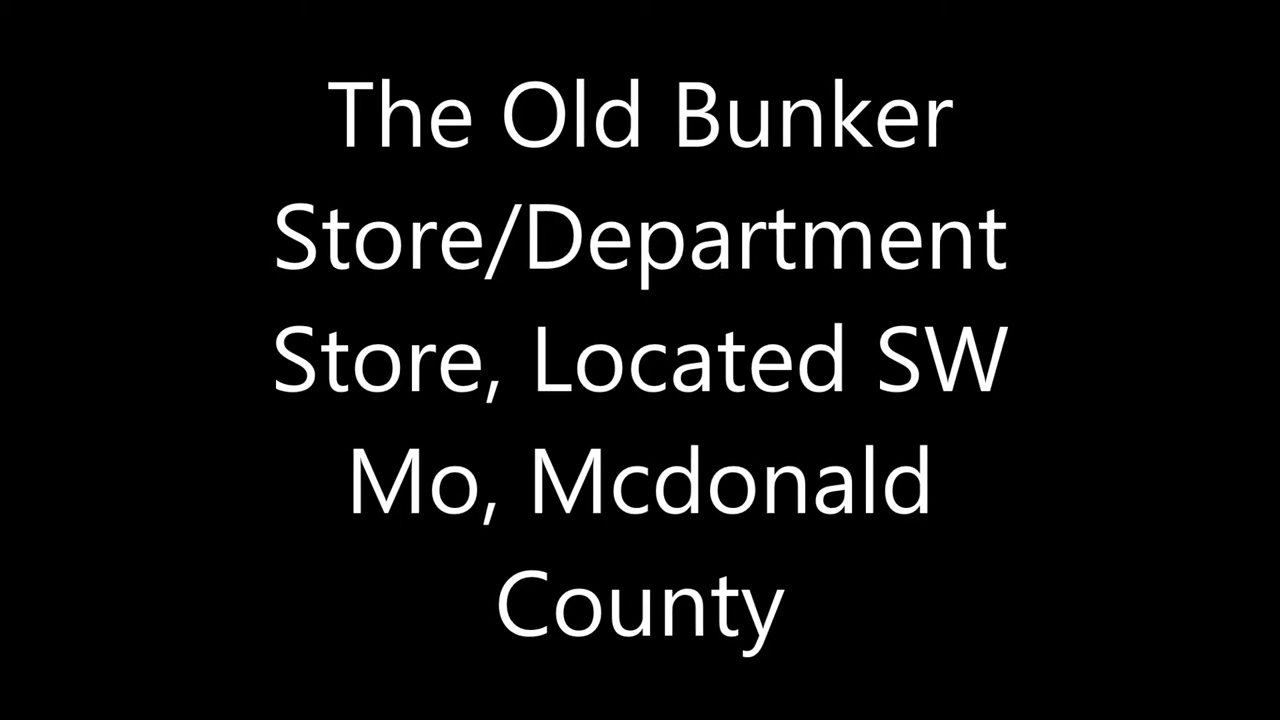 The Old Bunker
Store/Department
Store, Located SW
Mo, Mcdonald
County